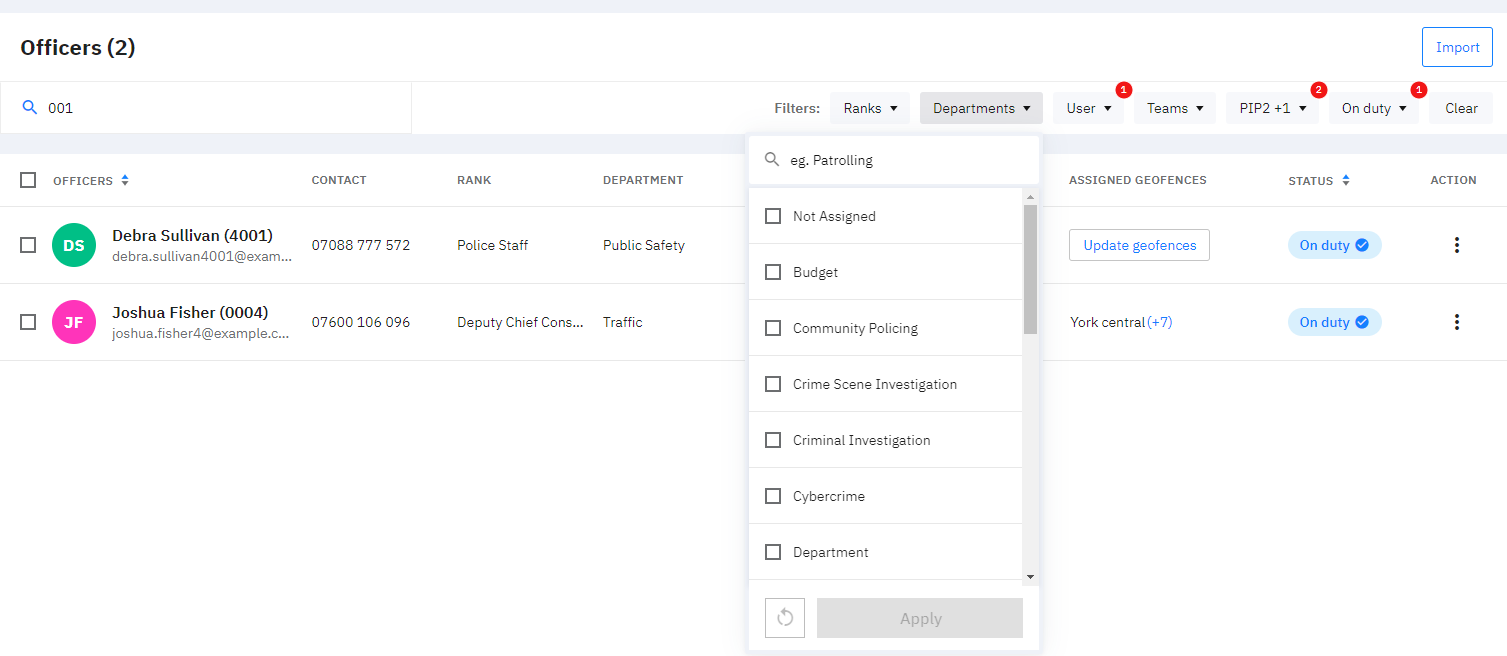 Officers (2)
Import
001
Filters:
Ranks
Departments
User
1
Teams
PIP2 +1
2
On duty
1
Clear
eg. Patrolling
OFFICERS
CONTACT
RANK
DEPARTMENT
ASSIGNED GEOFENCES
STATUS
ACTION
DS
Debra Sullivan (4001)
debra.sullivan4001@exam...
07088 777 572
Police Staff
Public Safety
Update geofences
On duty
JF
Joshua Fisher (0004)
joshua.fisher4@example.c...
07600 106 096
Deputy Chief Cons...
Traffic
York central(+7)
On duty
Not Assigned
Budget
Community Policing
Crime Scene Investigation
Criminal Investigation
Cybercrime
Department
Apply